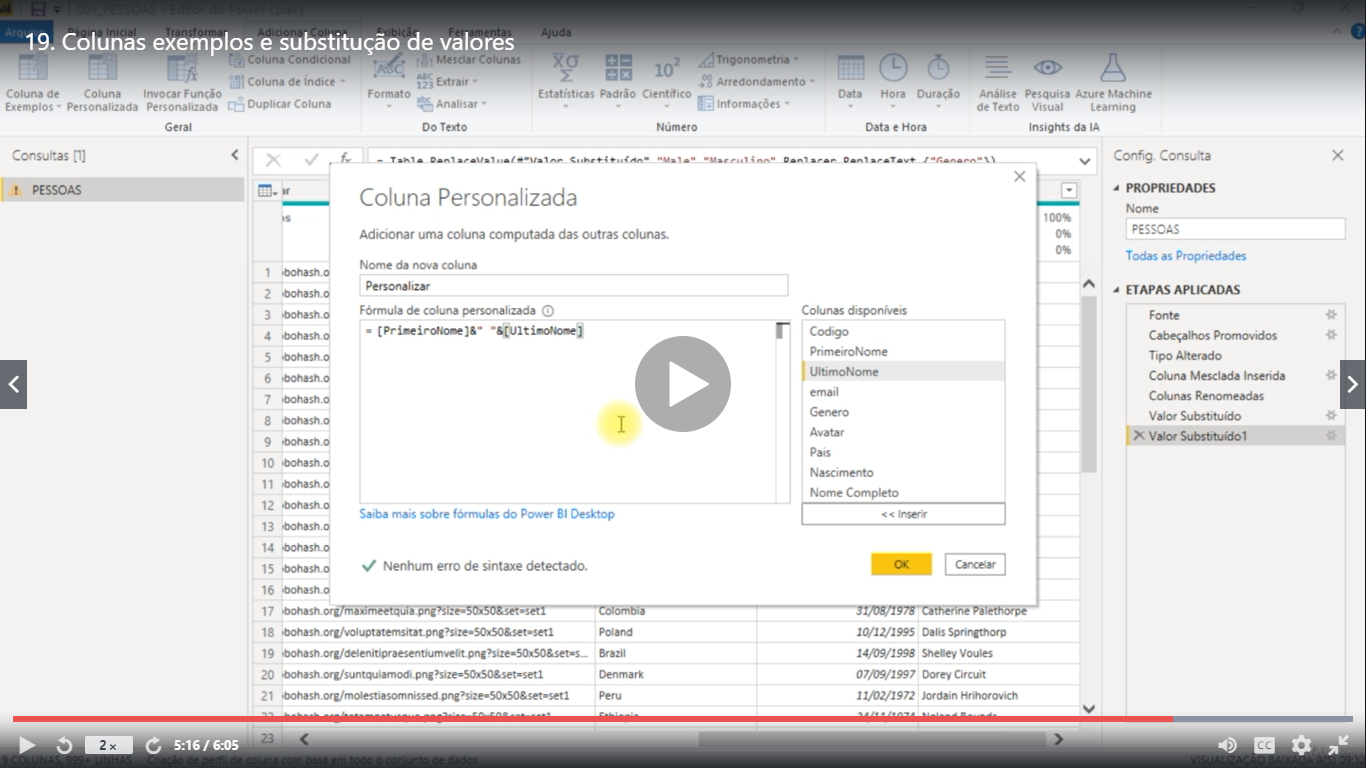 001_PESSOAS - Editor do Power Query
19. Colunas exemplos e substitução de valores
Arquivo Página Inicial Transformar Adicionar Coluna Exibição Ferramentas Ajuda
Coluna de Exemplos
Coluna Personalizada
Invocar Função Personalizada
Coluna Condicional
Coluna de Índice
Duplicar Coluna
Geral
Formato
Mesclar Colunas
Extrair
Analisar
Do Texto
Estatísticas
Padrão
Científico
Trigonometria
Arredondamento
Informações
Número
Data
Hora
Duração
Data e Hora
Análise de Texto
Pesquisa Visual
Azure Machine Learning
Insights da IA
Consultas [1]
PESSOAS
= Table.ReplaceValue(#"Valor Substituído","Male","Masculino",Replacer.ReplaceText,{"Genero"})
Coluna Personalizada
Adicionar uma coluna computada das outras colunas.
Nome da nova coluna
Personalizar
Fórmula de coluna personalizada
= [PrimeiroNome]&" "&[UltimoNome]
Colunas disponíveis
Codigo
PrimeiroNome
UltimoNome
email
Genero
Avatar
Pais
Nascimento
Nome Completo
<< Inserir
Saiba mais sobre fórmulas do Power BI Desktop
Nenhum erro de sintaxe detectado.
OK
Cancelar
ar
os
100%
0%
0%
1 obohash.o
2 obohash.o
3 obohash.o
4 obohash.o
5 obohash.o
6 obohash.o
7 obohash.o
8 obohash.o
9 obohash.o
10 obohash.o
11 obohash.o
12 obohash.o
13 obohash.o
14 obohash.o
15 obohash.o
16 obohash.o
17 obohash.org/maximeetquia.png?size=50x50&set=set1 Colombia 31/08/1978 Catherine Palethorpe
18 obohash.org/voluptatemsitat.png?size=50x50&set=set1 Poland 10/12/1995 Dalis Springthorp
19 obohash.org/delenitipraesentiumvelit.png?size=50x50&set=s... Brazil 14/09/1998 Shelley Voules
20 obohash.org/suntquiamodi.png?size=50x50&set=set1 Denmark 07/09/1997 Dorey Circuit
21 obohash.org/molestiasomnissed.png?size=50x50&set=set1 Peru 11/02/1972 Jordain Hrihorovich
22 Ethiopia 24/11/1974
23
Config. Consulta
PROPRIEDADES
Nome
PESSOAS
Todas as Propriedades
ETAPAS APLICADAS
Fonte
Cabeçalhos Promovidos
Tipo Alterado
Coluna Mesclada Inserida
Colunas Renomeadas
Valor Substituído
Valor Substituído1
2 x
5:16 / 6:05
CC
9 COLUNAS, 999+ LINHAS Criação de perfil de coluna com base em todo o conjunto de dados